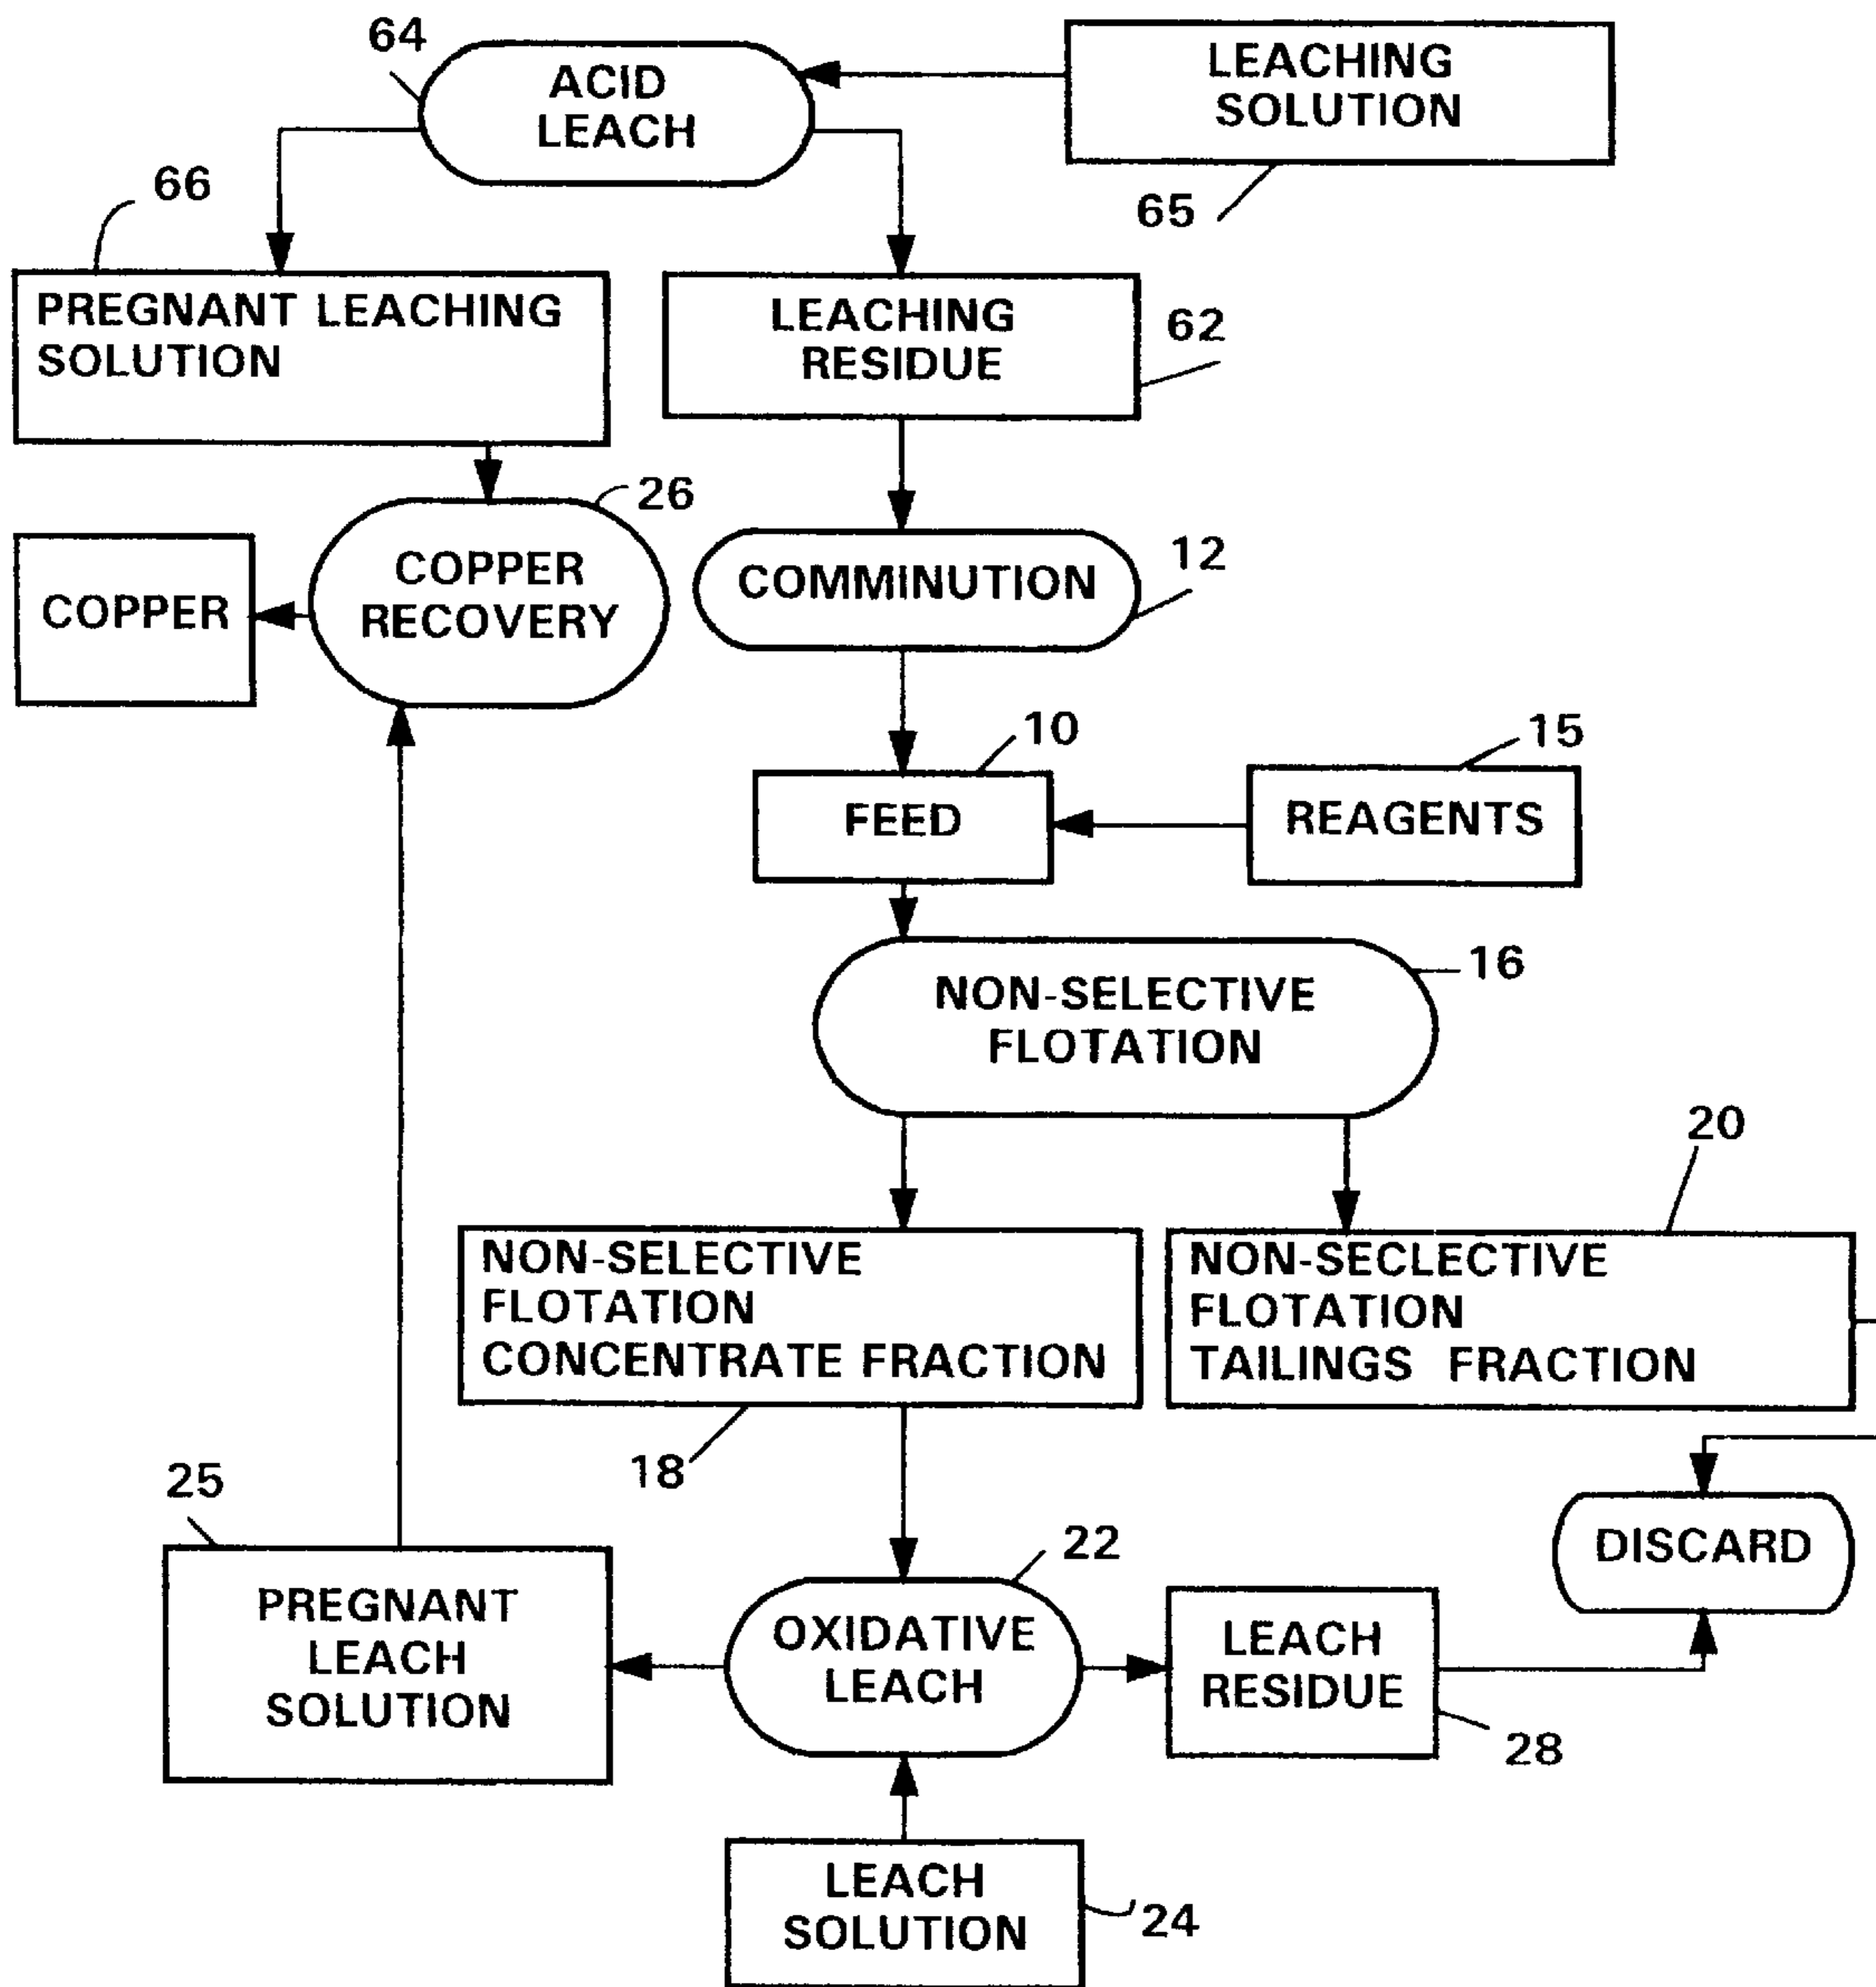 64
ACID
LEACH
LEACHING
SOLUTION
65
66
PREGNANT LEACHING
SOLUTION
LEACHING
RESIDUE
62
26
COPPER
COPPER
RECOVERY
COMMINUTION
12
10
FEED
15
REAGENTS
NON-SELECTIVE
FLOTATION
16
20
NON-SELECTIVE
FLOTATION
CONCENTRATE FRACTION
18
NON-SECLECTIVE
FLOTATION
TAILINGS FRACTION
25
PREGNANT
LEACH
SOLUTION
22
OXIDATIVE
LEACH
LEACH
RESIDUE
28
DISCARD
LEACH
SOLUTION
24